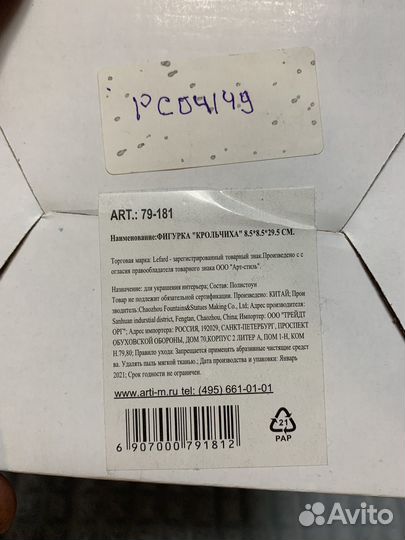 PC04149
ART.: 79-181
Наименование:ФИГУРКА "КРОЛЬЧИХА" 8.5*8.5*29.5 СМ.
Торговая марка: Lefard - зарегистрированный товарный знак.Произведено с с
огласия правообладателя товарного знака ООО "Арт-стиль".
Назначение: для украшения интерьера; Состав: Полистоун
Товар не подлежит обязательной сертификации. Произведено: КИТАЙ; Прои
зводитель:Chaozhou Fountains&Statues Making Co., Ltd; Адрес производителя:
Sanhuan industrial district, Fengtan, Chaozhou, China; Импортер: ООО "ТРЕЙДТ
ОРГ"; Адрес импортера: РОССИЯ, 192029, САНКТ-ПЕТЕРБУРГ, ПРОСПЕКТ
ОБУХОВСКОЙ ОБОРОНЫ, ДОМ 70,КОРПУС 2 ЛИТЕР А, ПОМ 1-Н, КОМ
Н.79,80; Правило ухода: Запрещается применять абразивные чистящие средст
ва. Удалять пыль мягкой тканью.; Дата производства и упаковки: Январь
2021; Срок годности не ограничен.
www.arti-m.ru тел: (495) 661-01-01
6 907000 791812
21
PAP
Avito